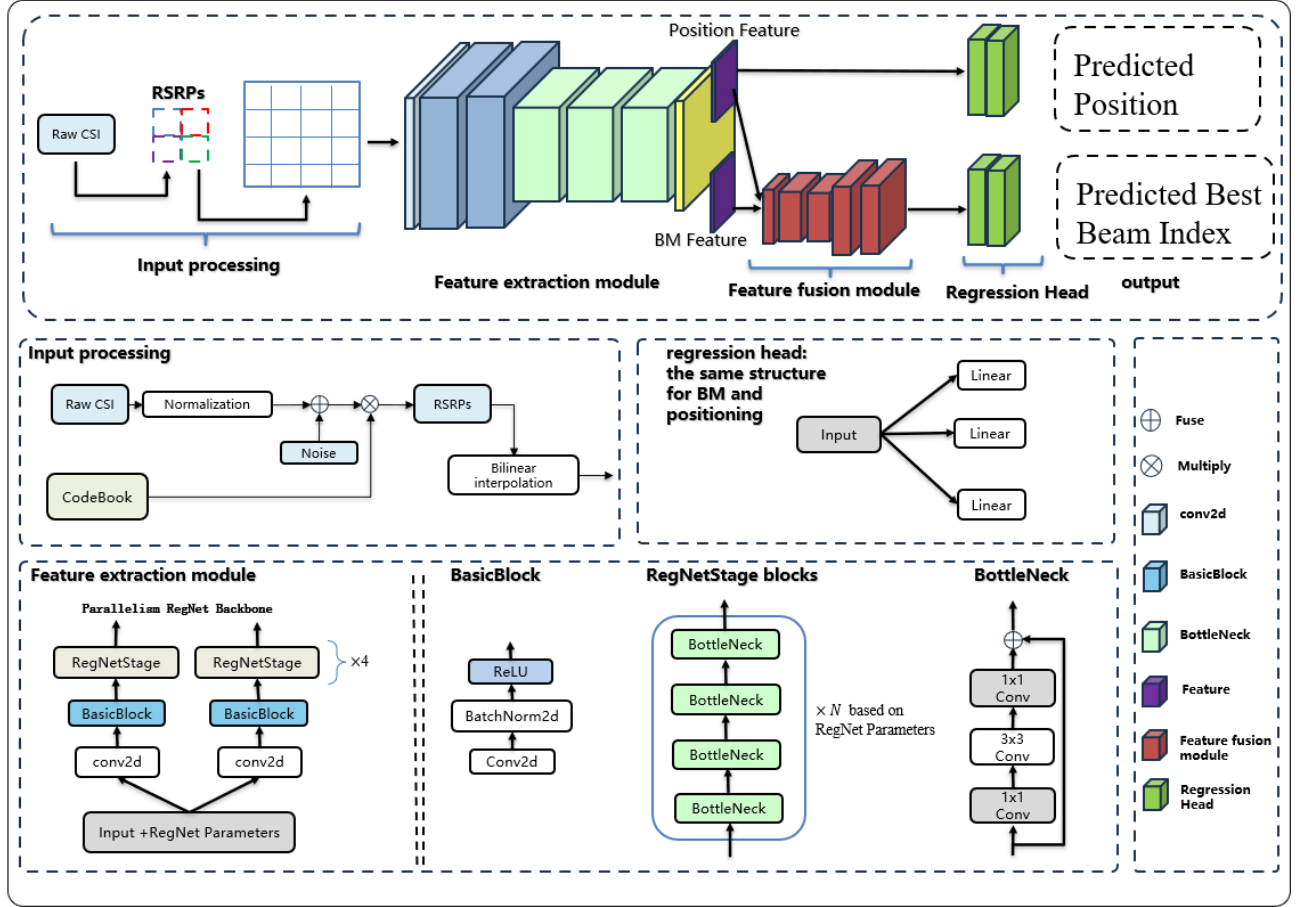 Position Feature
RSRPs
Raw CSI
Predicted
Position
Predicted Best
Beam Index
BM Feature
Input processing
Feature extraction module
Feature fusion module
Regression Head
output
Input processing
Raw CSI
Normalization
RSRPs
Noise
CodeBook
Bilinear
interpolation
regression head:
the same structure
for BM and
positioning
Input
Linear
Linear
Linear
Fuse
Multiply
conv2d
BasicBlock
BottleNeck
Feature
Feature fusion
module
Regression
Head
Feature extraction module
Parallelism RegNet Backbone
RegNetStage
RegNetStage
×4
BasicBlock
BasicBlock
conv2d
conv2d
Input +RegNet Parameters
BasicBlock
ReLU
BatchNorm2d
Conv2d
RegNetStage blocks
BottleNeck
BottleNeck
BottleNeck
BottleNeck
× N based on
RegNet Parameters
BottleNeck
1x1
Conv
3x3
Conv
1x1
Conv